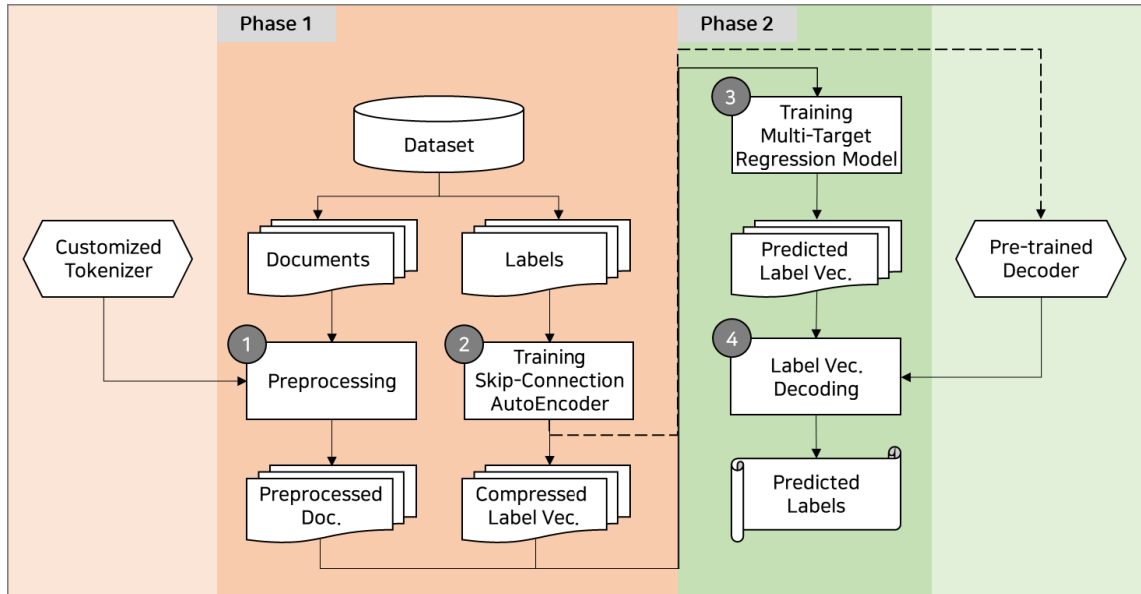 Phase 1
Phase 2
Dataset
3
Training
Multi-Target
Regression Model
Customized
Tokenizer
Documents
Labels
Predicted
Label Vec.
Pre-trained
Decoder
1
Preprocessing
2
Training
Skip-Connection
AutoEncoder
4
Label Vec.
Decoding
Preprocessed
Doc.
Compressed
Label Vec.
Predicted
Labels